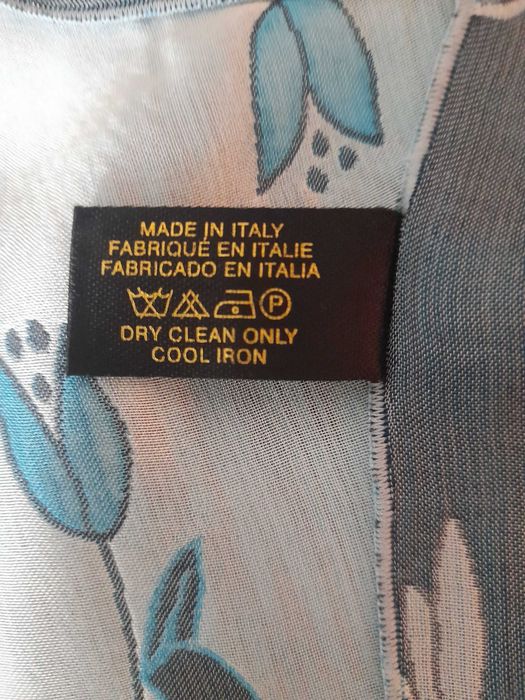 MADE IN ITALY
FABRIQUÉ EN ITALIE
FABRICADO EN ITALIA
P
DRY CLEAN ONLY
COOL IRON